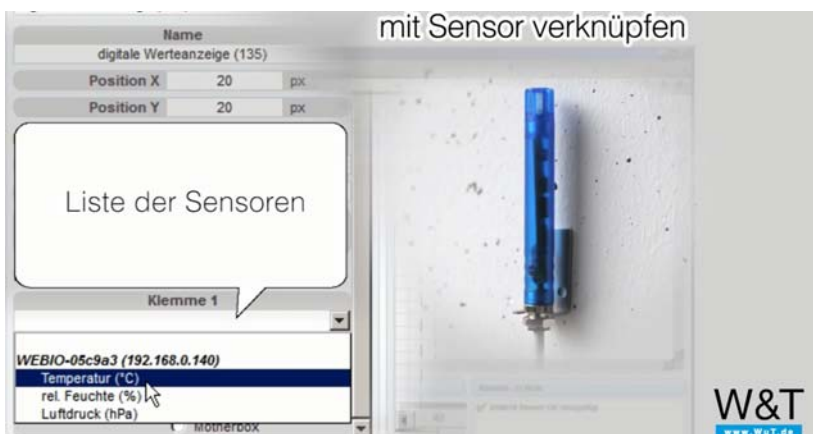 mit Sensor verknüpfen
Name
digitale Werteanzeige (135)
Position X 20 px
Position Y 20 px
Liste der Sensoren
Klemme 1
WEBIO-05c9a3 (192.168.0.140)
Temperatur (°C)
rel. Feuchte (%)
Luftdruck (hPa)
Motherbox
W&T
www.WuT.de